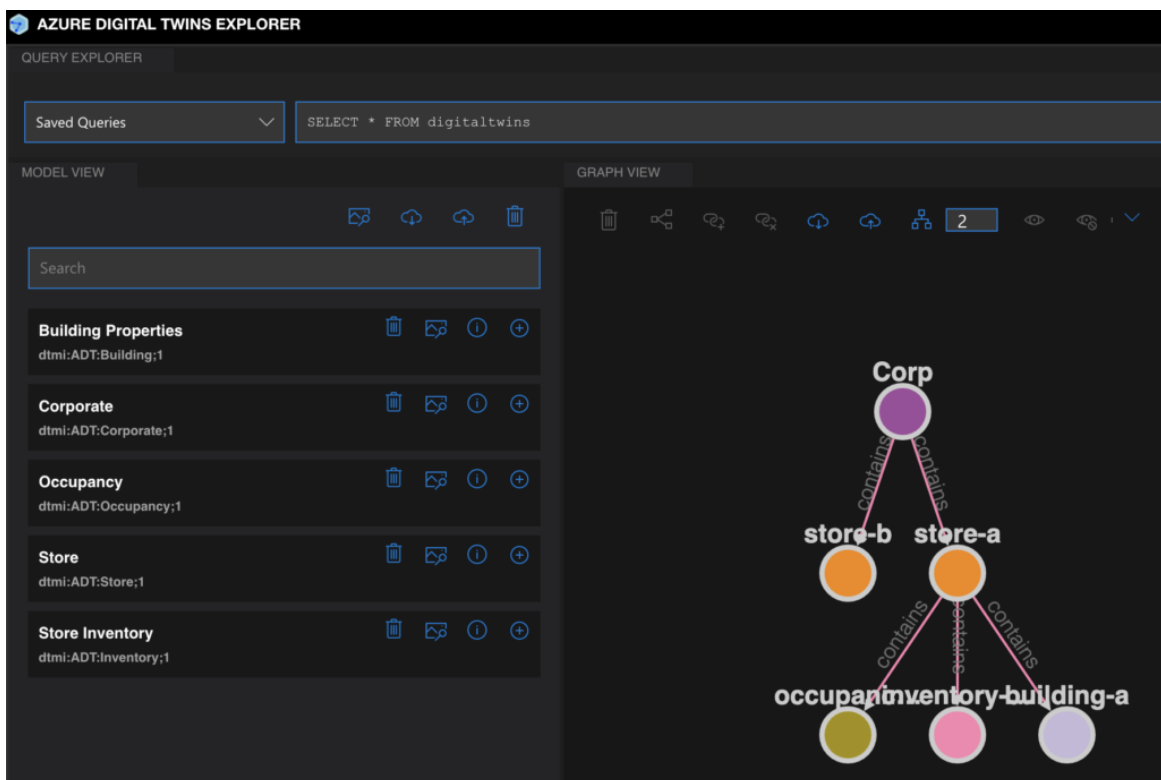 AZURE DIGITAL TWINS EXPLORER
QUERY EXPLORER
Saved Queries
SELECT * FROM digitaltwins
MODEL VIEW
Search
Building Properties
dtmi:ADT:Building;1
Corporate
dtmi:ADT:Corporate;1
Occupancy
dtmi:ADT:Occupancy;1
Store
dtmi:ADT:Store;1
Store Inventory
dtmi:ADT:Inventory;1
GRAPH VIEW
2
Corp
contains
contains
store-b
store-a
contains
contains
contains
building-a